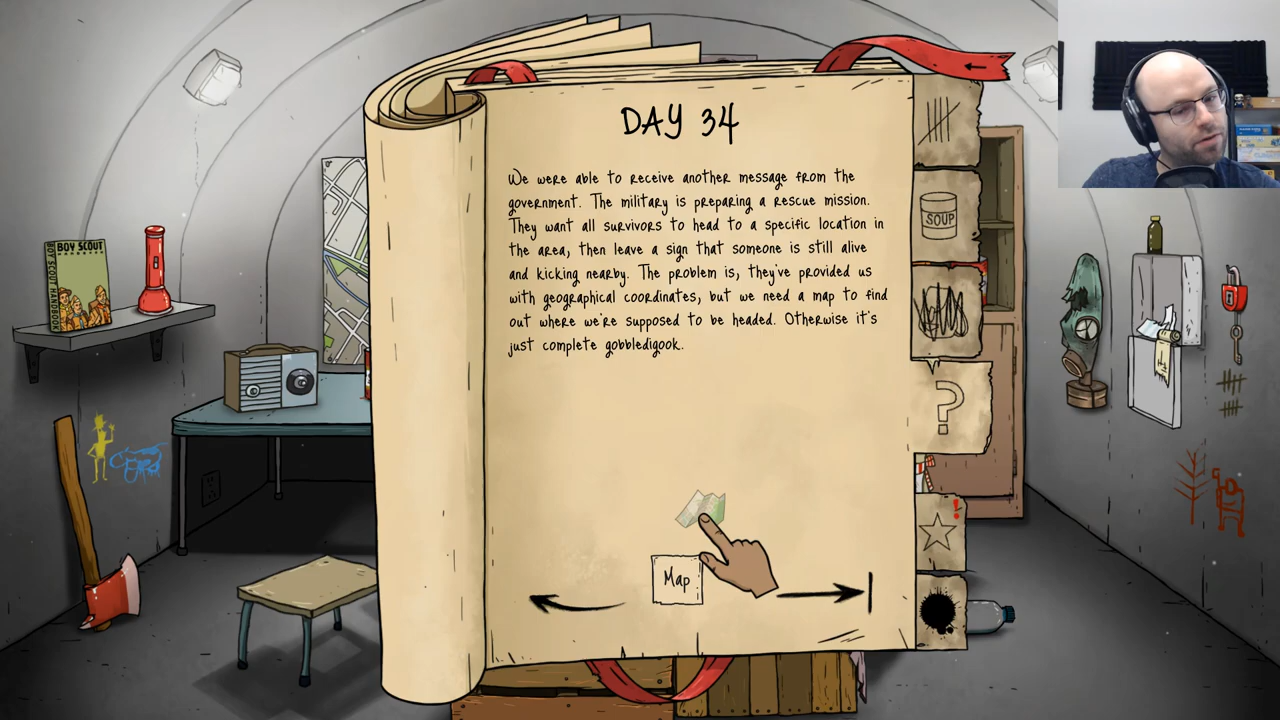 DAY 34
We were able to receive another message from the
government. The military is preparing a rescue mission.
They want all survivors to head to a specific location in
the area, then leave a sign that someone is still alive
and kicking nearby. The problem is, they've provided us
with geographical coordinates, but we need a map to find
out where we're supposed to be headed. Otherwise it's
just complete gobbledigook.
Map
SOUP
?
!
BOY SCOUT
HANDBOOK
BOY SCOUT HANDBOOK